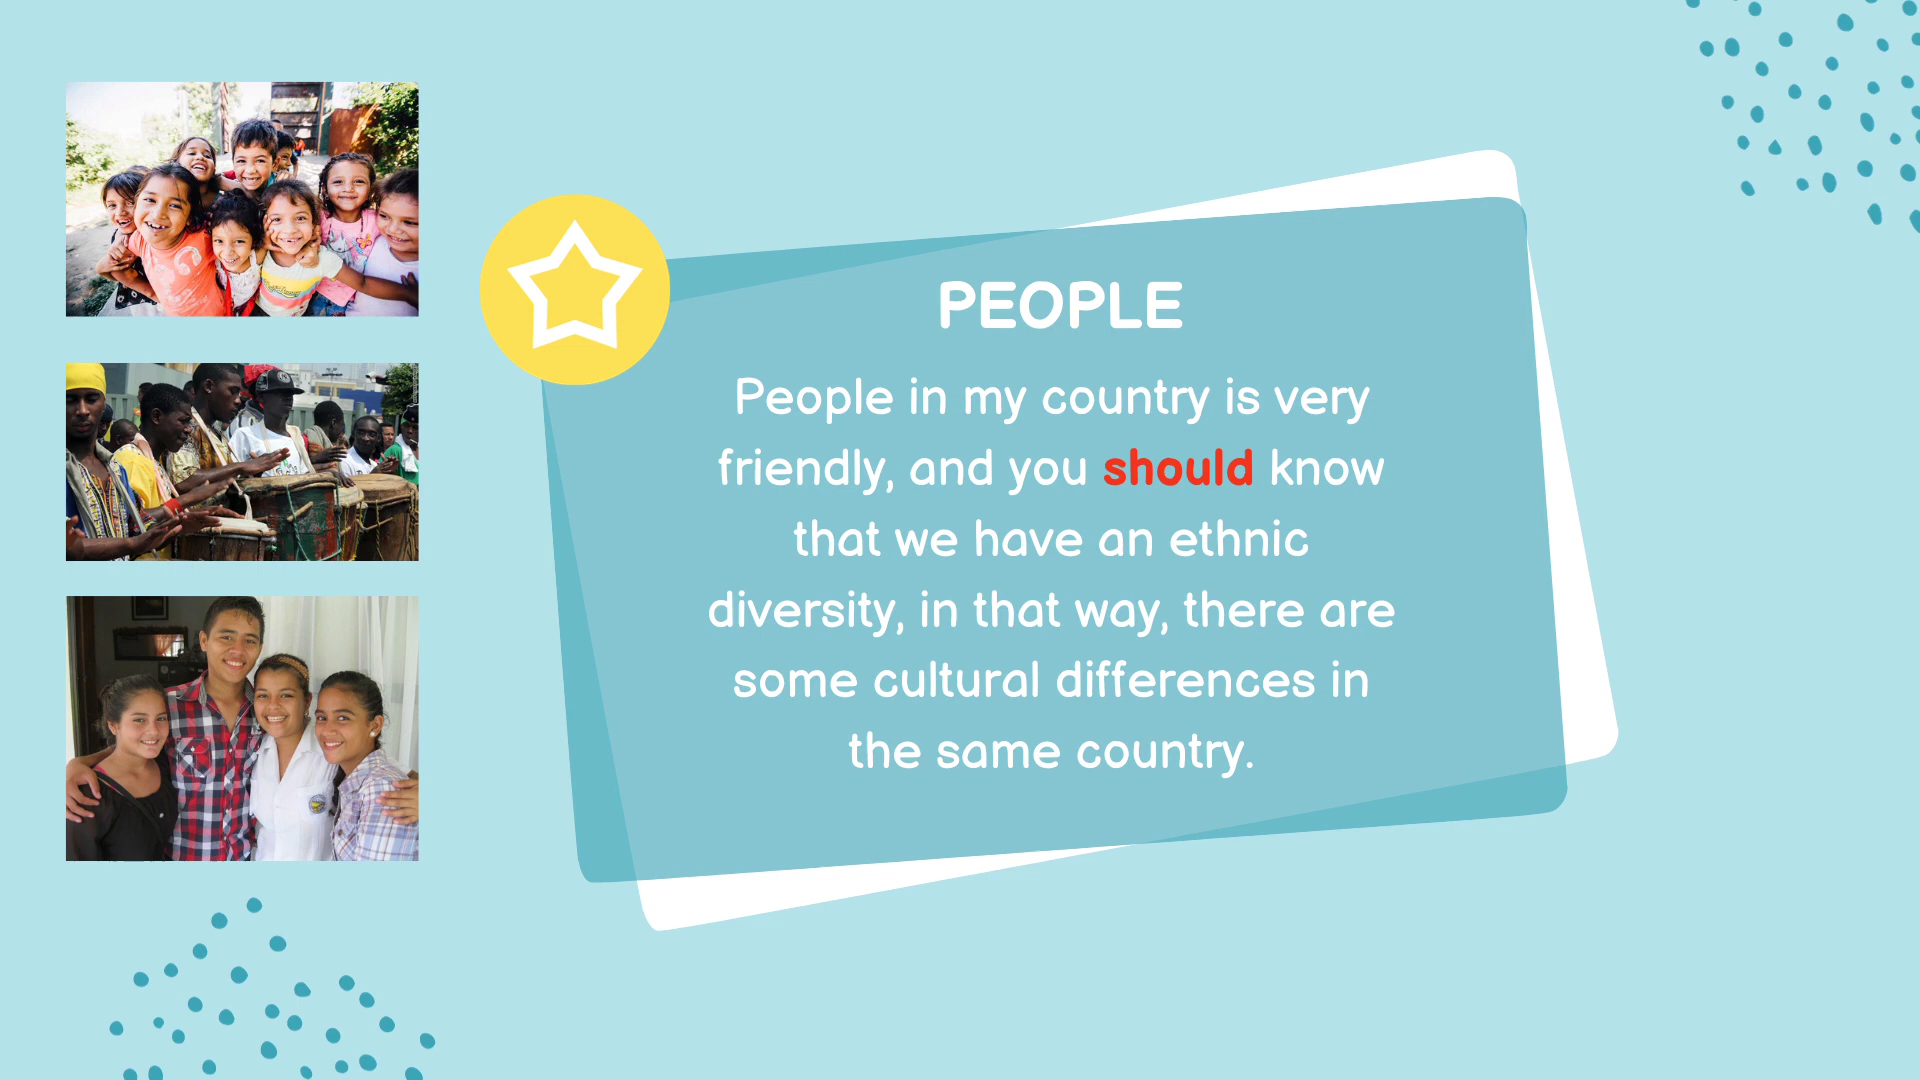 PEOPLE
People in my country is very
friendly, and you should know
that we have an ethnic
diversity, in that way, there are
some cultural differences in
the same country.